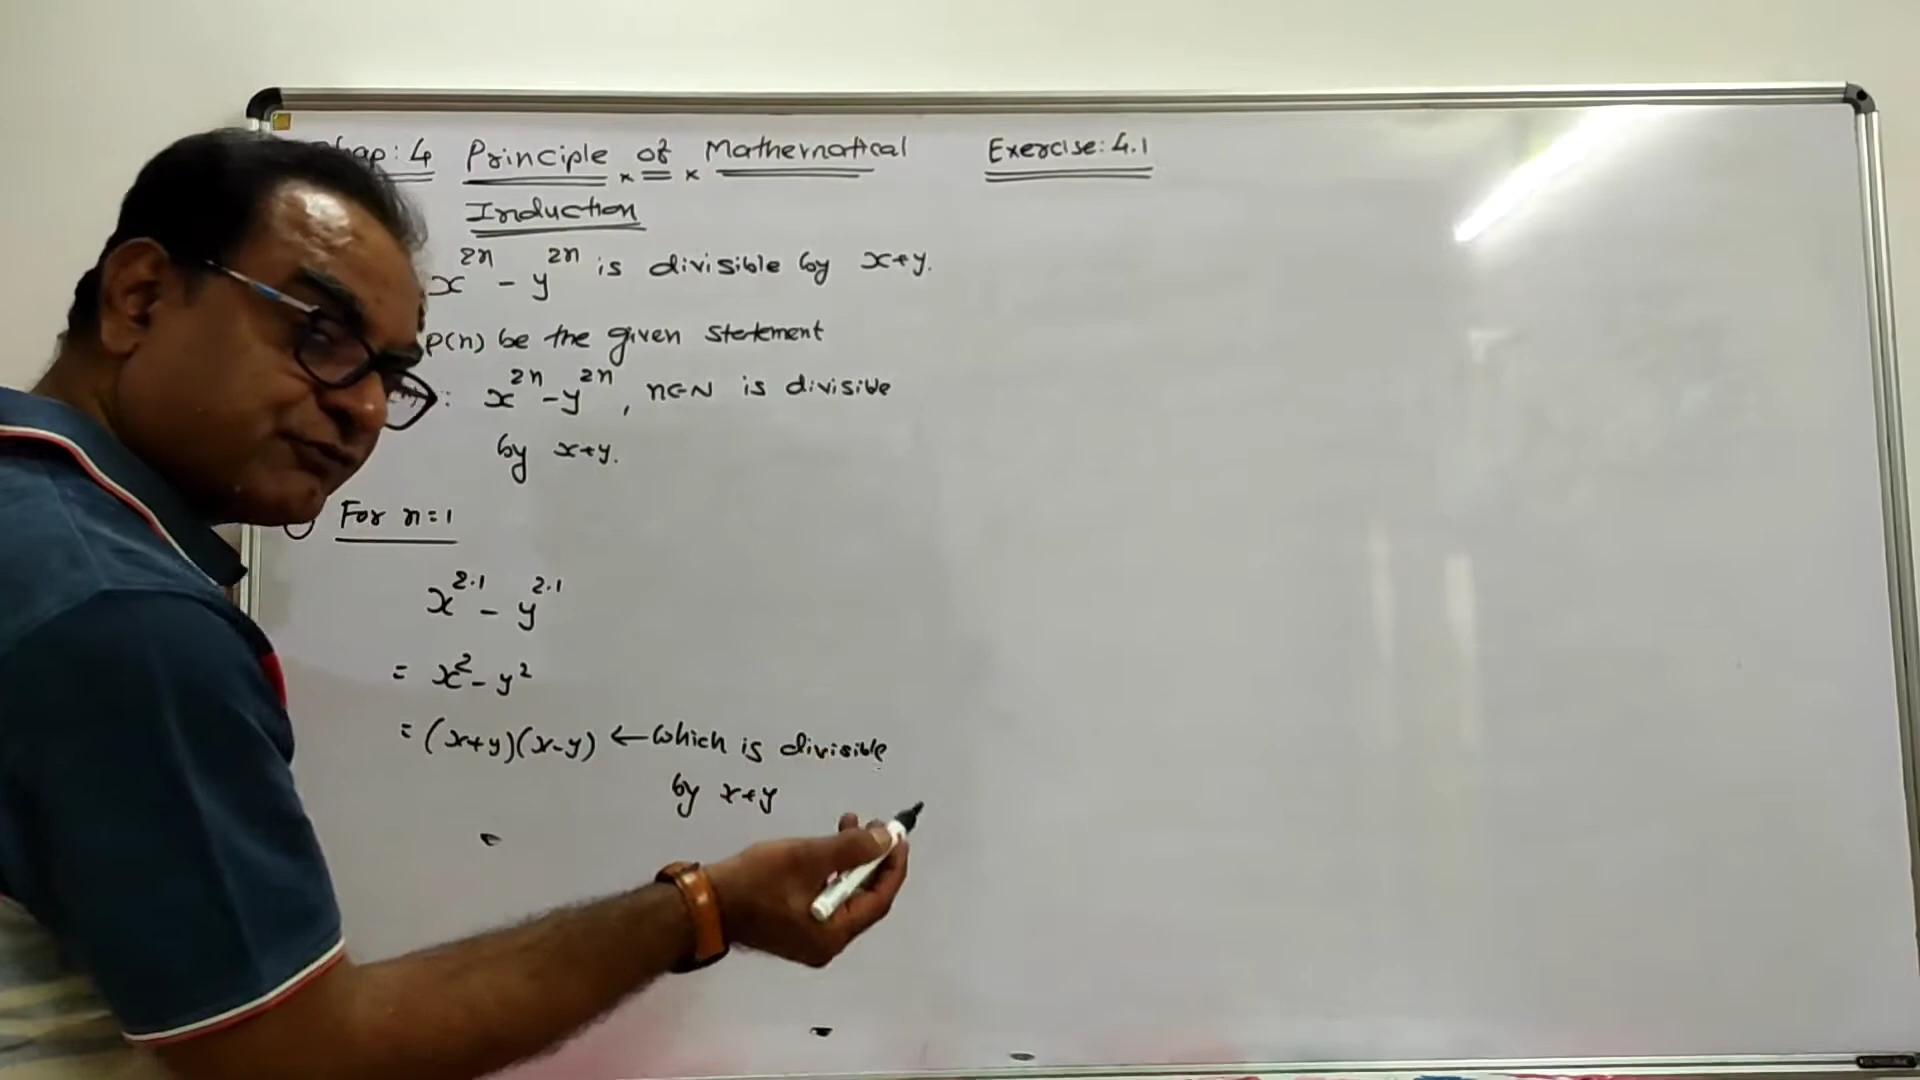 Chap: 4 Principle of Mathematical Exercise: 4.1
Induction
x^{2n} - y^{2n} is divisible by x+y.
P(n) be the given statement
: x^{2n} - y^{2n}, n∈N is divisible
by x+y.
For n=1
x^{2·1} - y^{2·1}
= x² - y²
= (x+y)(x-y) ← which is divisible
by x+y